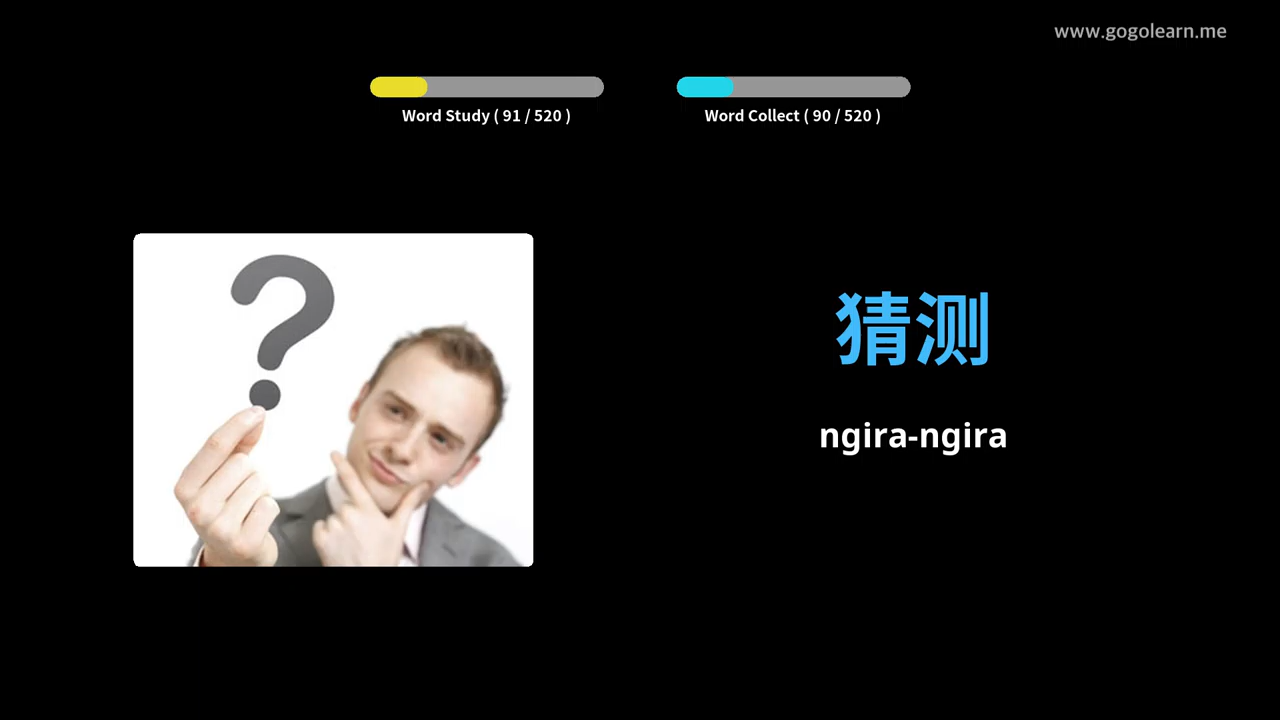 www.gogolearn.me
Word Study ( 91 / 520 )
Word Collect ( 90 / 520 )
?
猜测
ngira-ngira